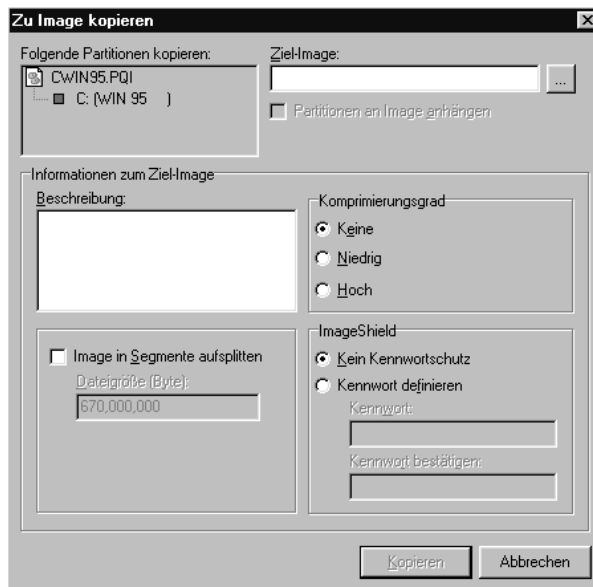 Zu Image kopieren
Folgende Partitionen kopieren:
CWIN95.PQI
C: (WIN 95 )
Ziel-Image:
...
Partitionen an Image anhängen
Informationen zum Ziel-Image
Beschreibung:
Komprimierungsgrad
Keine
Niedrig
Hoch
Image in Segmente aufsplitten
Dateigröße (Byte):
670,000,000
ImageShield
Kein Kennwortschutz
Kennwort definieren
Kennwort:
Kennwort bestätigen:
Kopieren
Abbrechen